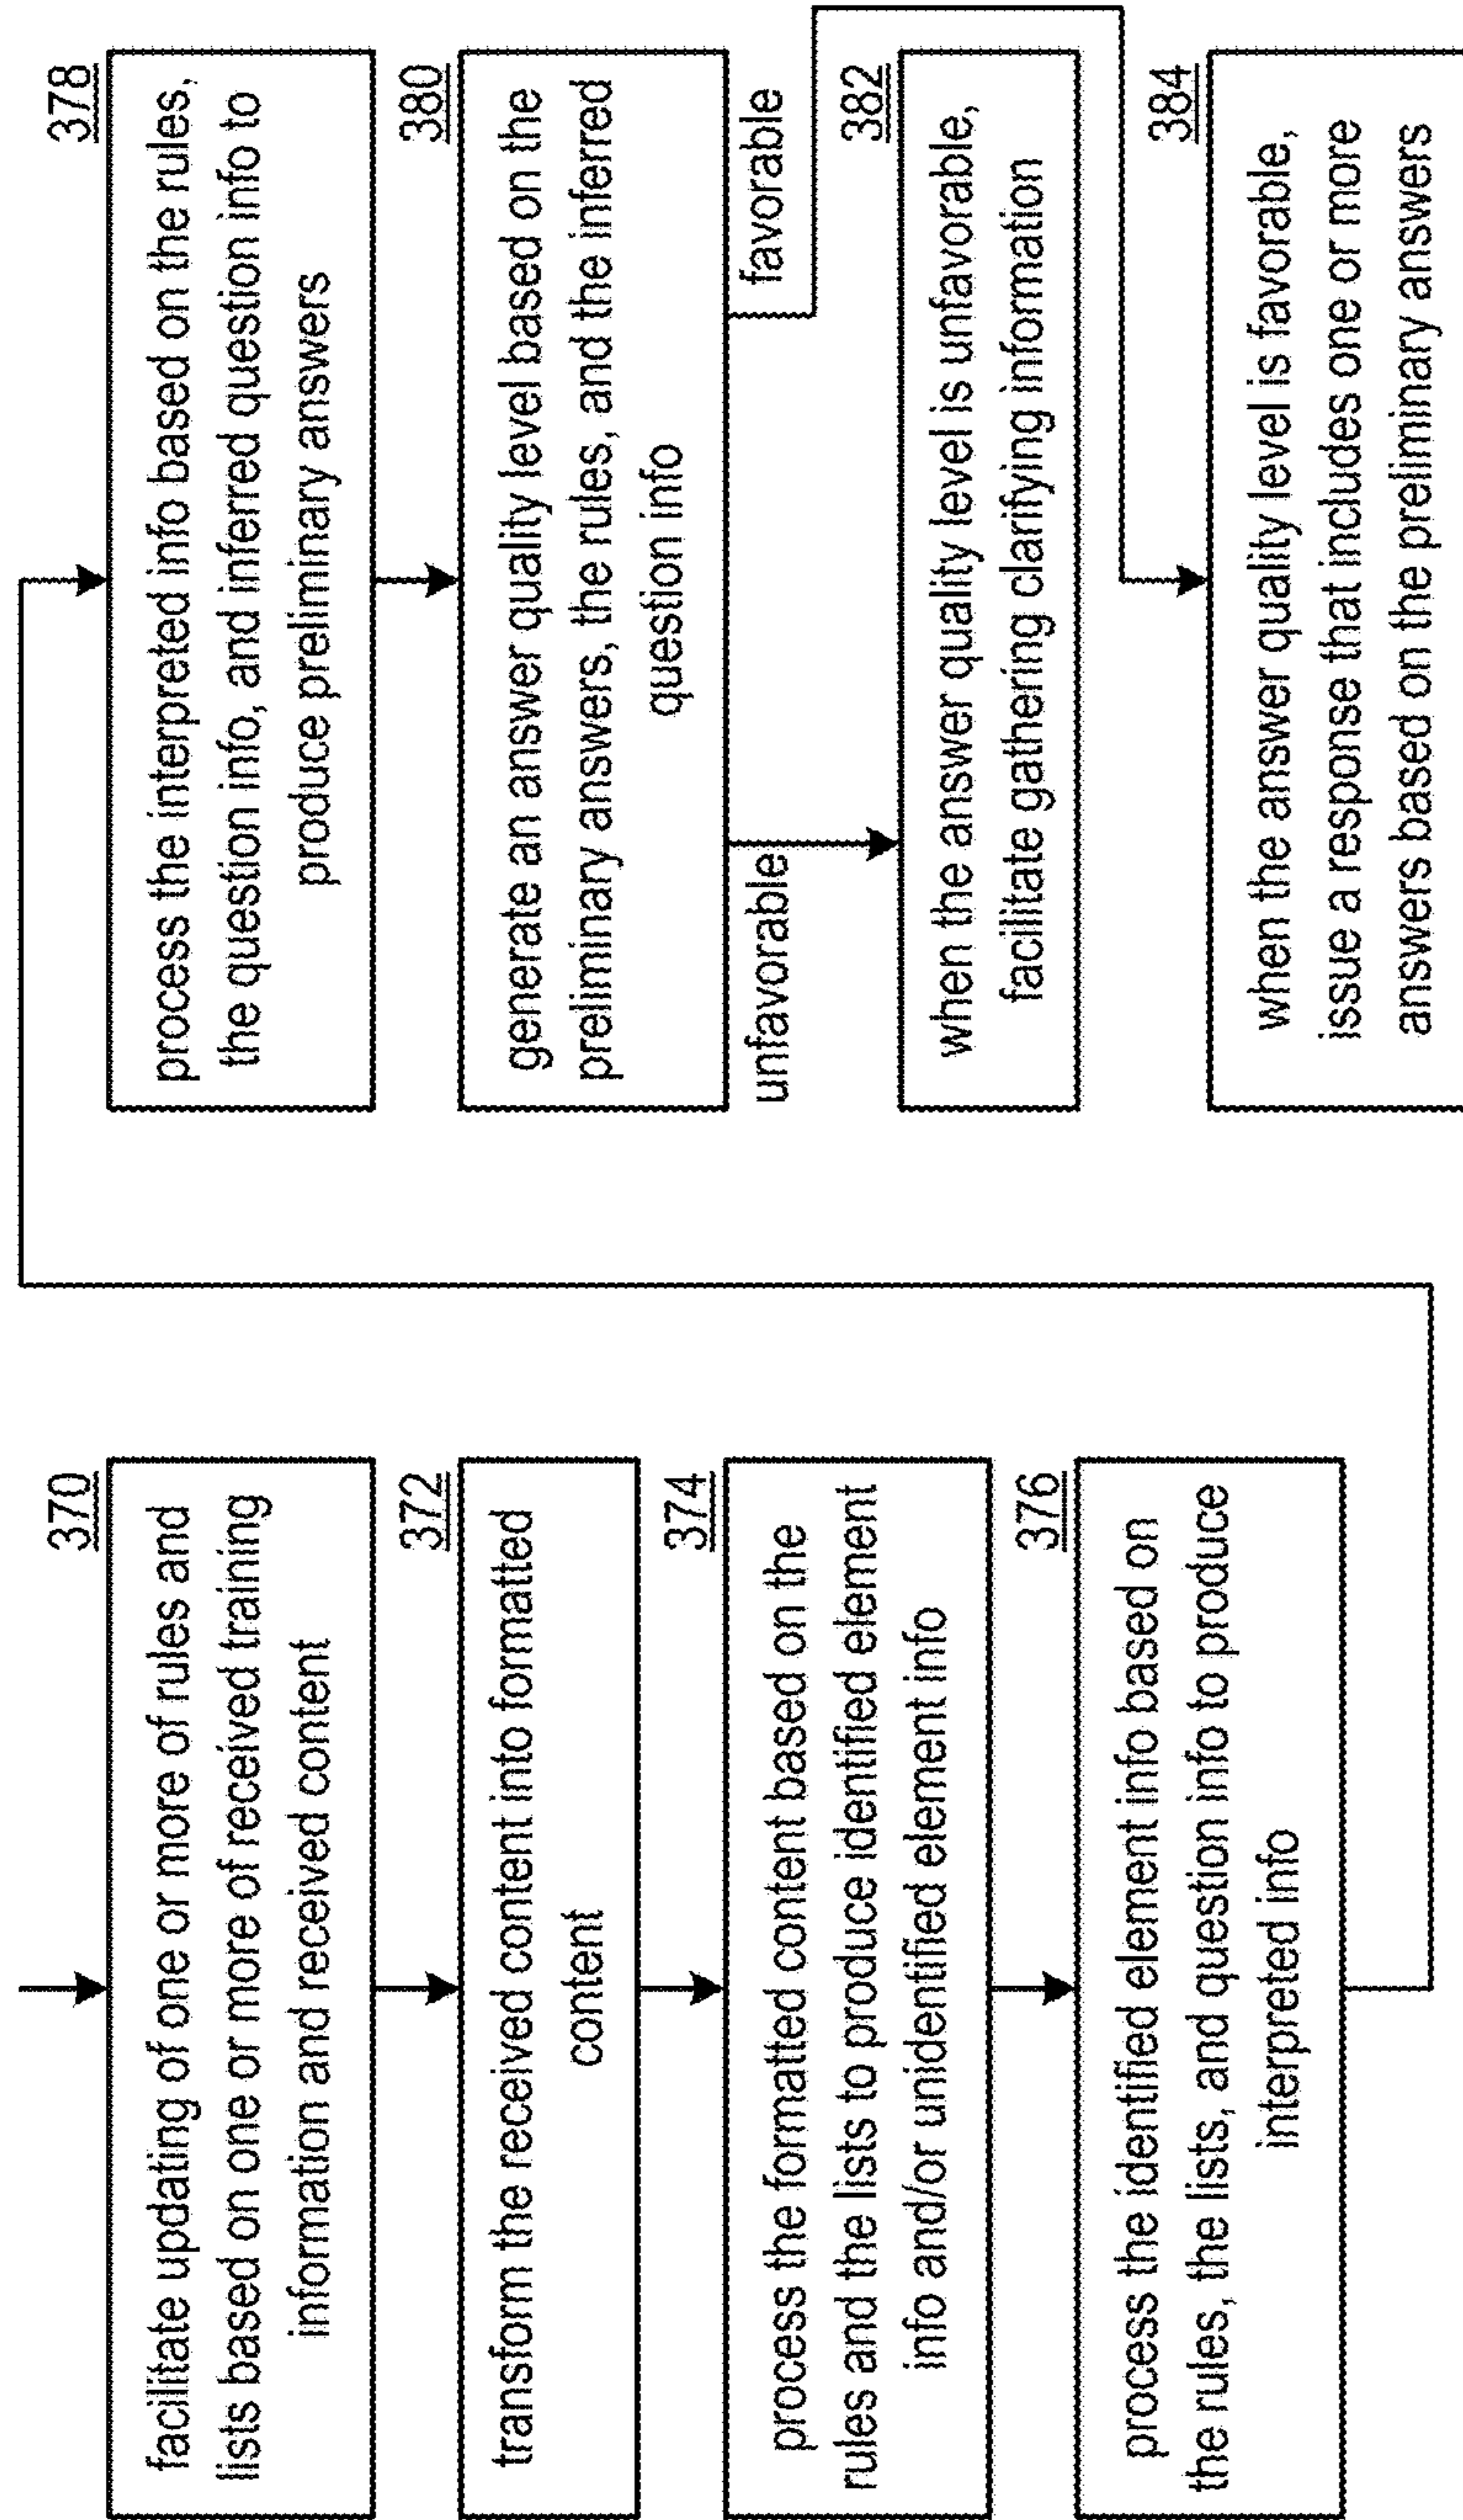 370
facilitate updating of one or more of rules and
lists based on one or more of received training
information and received content
372
transform the received content into formatted
content
374
process the formatted content based on the
rules and the lists to produce identified element
info and/or unidentified element info
376
process the identified element info based on
the rules, the lists, and question info to produce
interpreted info
378
process the interpreted info based on the rules,
the question info, and inferred question info to
produce preliminary answers
380
generate an answer quality level based on the
preliminary answers, the rules, and the inferred
question info
unfavorable
favorable
382
when the answer quality level is unfavorable,
facilitate gathering clarifying information
384
when the answer quality level is favorable,
issue a response that includes one or more
answers based on the preliminary answers